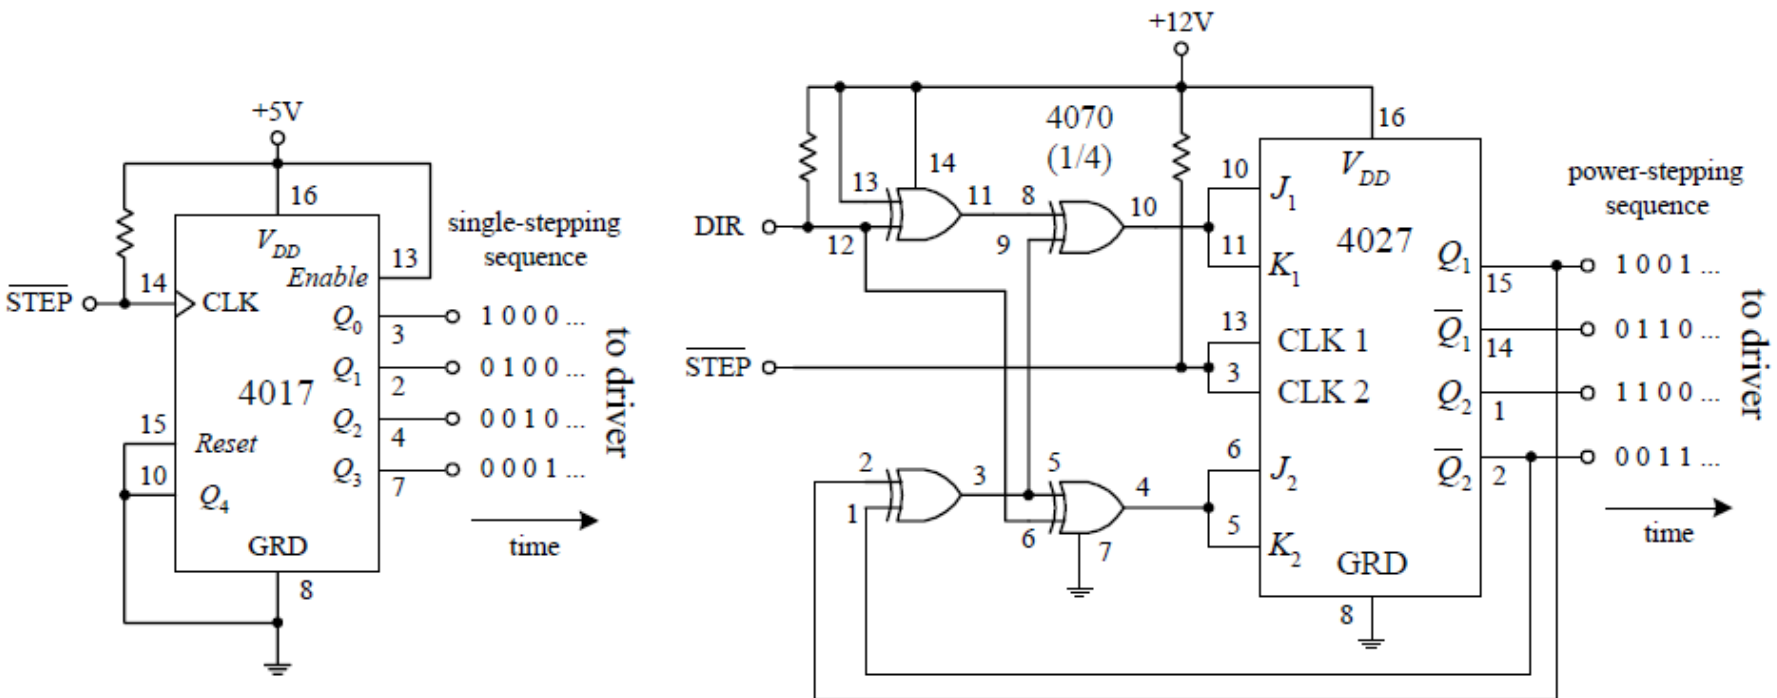 +5V
16
V_DD
Enable
13
STEP
14
CLK
single-stepping
sequence
Q0
3
1 0 0 0 ...
Q1
2
0 1 0 0 ...
4017
Q2
4
0 0 1 0 ...
15
Reset
Q3
7
0 0 0 1 ...
10
Q4
GRD
8
time
to driver
+12V
4070
(1/4)
16
V_DD
14
13
11
8
10
10
J1
DIR
12
9
11
K1
4027
power-stepping
sequence
Q1
15
1 0 0 1 ...
13
CLK 1
Q̅1
14
0 1 1 0 ...
STEP
3
CLK 2
Q2
1
1 1 0 0 ...
2
3
5
4
6
J2
Q̅2
2
0 0 1 1 ...
1
6
7
5
K2
GRD
8
time
to driver